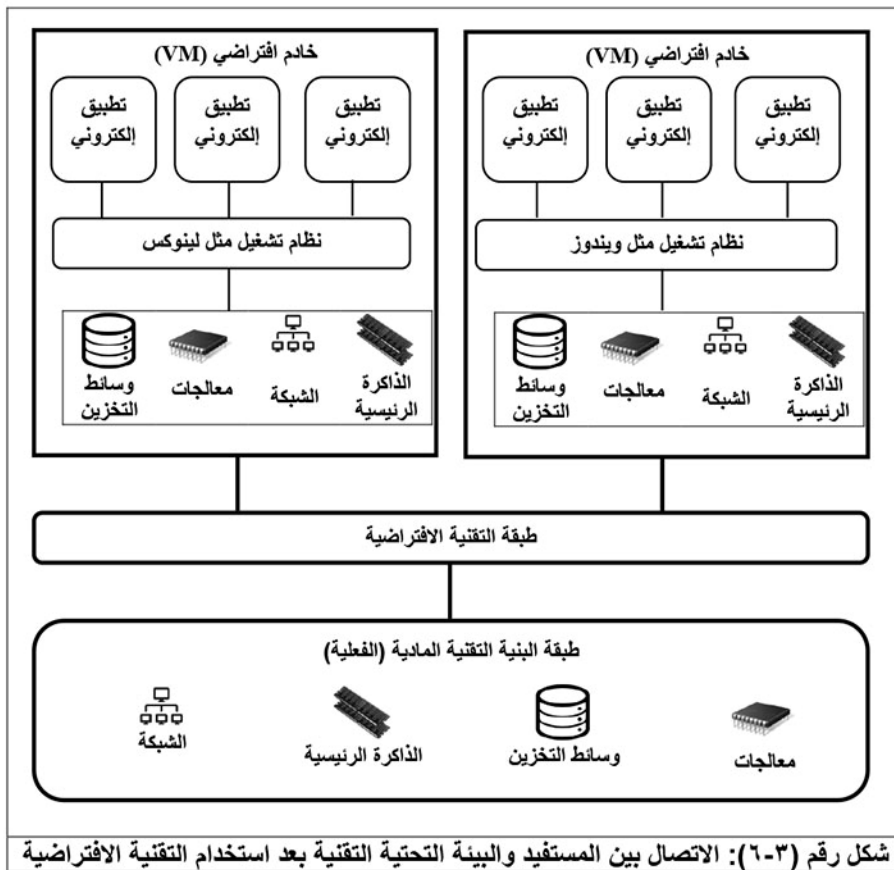 خادم افتراضي (VM)
خادم افتراضي (VM)
تطبيق
إلكتروني
تطبيق
إلكتروني
تطبيق
إلكتروني
تطبيق
إلكتروني
تطبيق
إلكتروني
تطبيق
إلكتروني
نظام تشغيل مثل ويندوز
نظام تشغيل مثل لينوكس
الذاكرة
الرئيسية
الشبكة
معالجات
وسائط
التخزين
الذاكرة
الرئيسية
الشبكة
معالجات
وسائط
التخزين
طبقة التقنية الافتراضية
طبقة البنية التقنية المادية (الفعلية)
معالجات
وسائط التخزين
الذاكرة الرئيسية
الشبكة
شكل رقم (٣-٦): الاتصال بين المستفيد والبيئة التحتية التقنية بعد استخدام التقنية الافتراضية